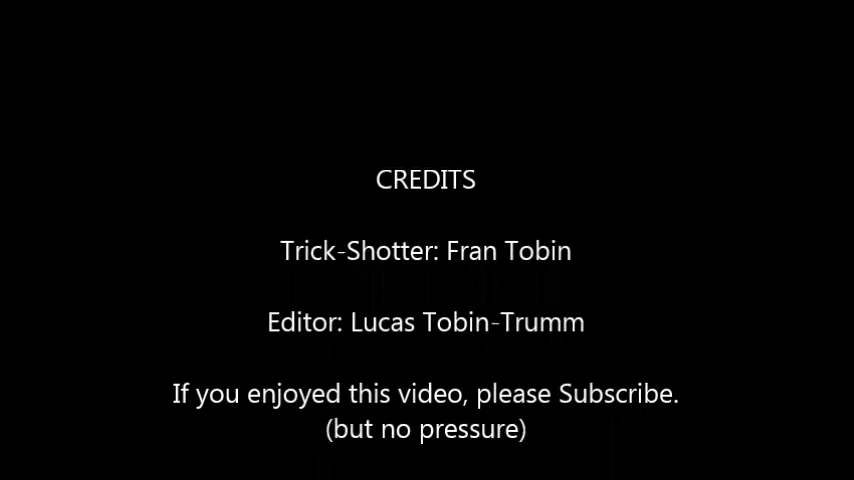 CREDITS
Trick-Shotter: Fran Tobin
Editor: Lucas Tobin-Trumm
If you enjoyed this video, please Subscribe.
(but no pressure)